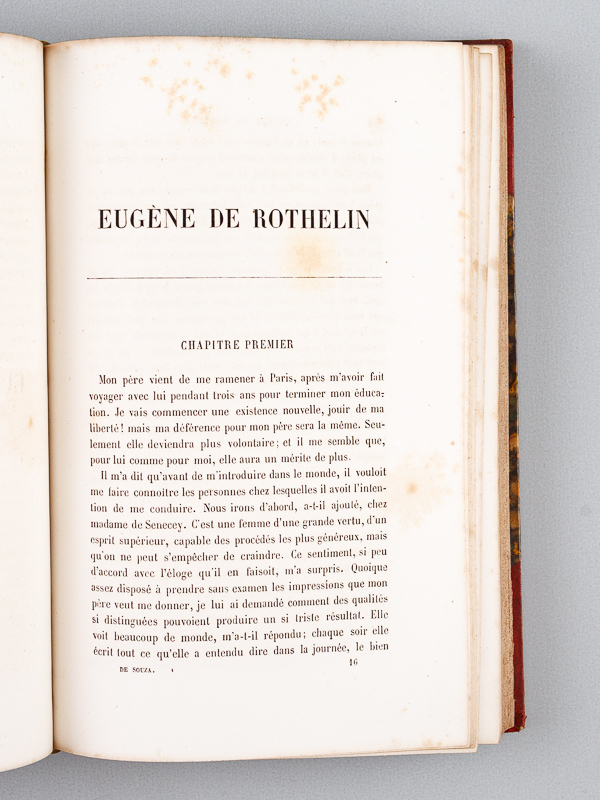 EUGÈNE DE ROTHELIN
CHAPITRE PREMIER
Mon père vient de me ramener à Paris, après m'avoir fait
voyager avec lui pendant trois ans pour terminer mon éduca-
tion. Je vais commencer une existence nouvelle, jouir de ma
liberté! mais ma déférence pour mon père sera la même. Seu-
lement elle deviendra plus volontaire; et il me semble que,
pour lui comme pour moi, elle aura un mérite de plus.
Il m'a dit qu'avant de m'introduire dans le monde, il vouloit
me faire connoître les personnes chez lesquelles il avoit l'inten-
tion de me conduire. Nous irons d'abord, a-t-il ajouté, chez
madame de Senecey. C'est une femme d'une grande vertu, d'un
esprit supérieur, capable des procédés les plus généreux, mais
qu'on ne peut s'empêcher de craindre. Ce sentiment, si peu
d'accord avec l'éloge qu'il en faisoit, m'a surpris. Quoique
assez disposé à prendre sans examen les impressions que mon
père veut me donner, je lui ai demandé comment des qualités
si distinguées pouvoient produire un si triste résultat. Elle
voit beaucoup de monde, m'a-t-il répondu; chaque soir elle
écrit tout ce qu'elle a entendu dire dans la journée, le bien
DE SOUZA. 16